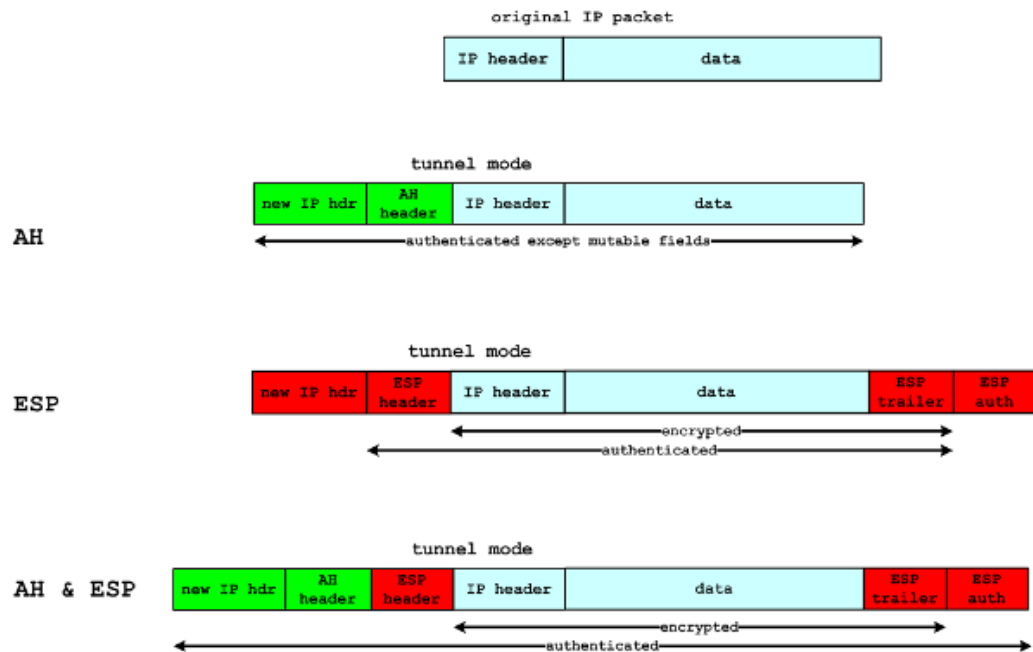 original IP packet
IP header data
tunnel mode
new IP hdr AH header IP header data
AH
authenticated except mutable fields
tunnel mode
new IP hdr ESP header IP header data ESP trailer ESP auth
ESP
encrypted
authenticated
tunnel mode
AH & ESP
new IP hdr AH header ESP header IP header data ESP trailer ESP auth
encrypted
authenticated